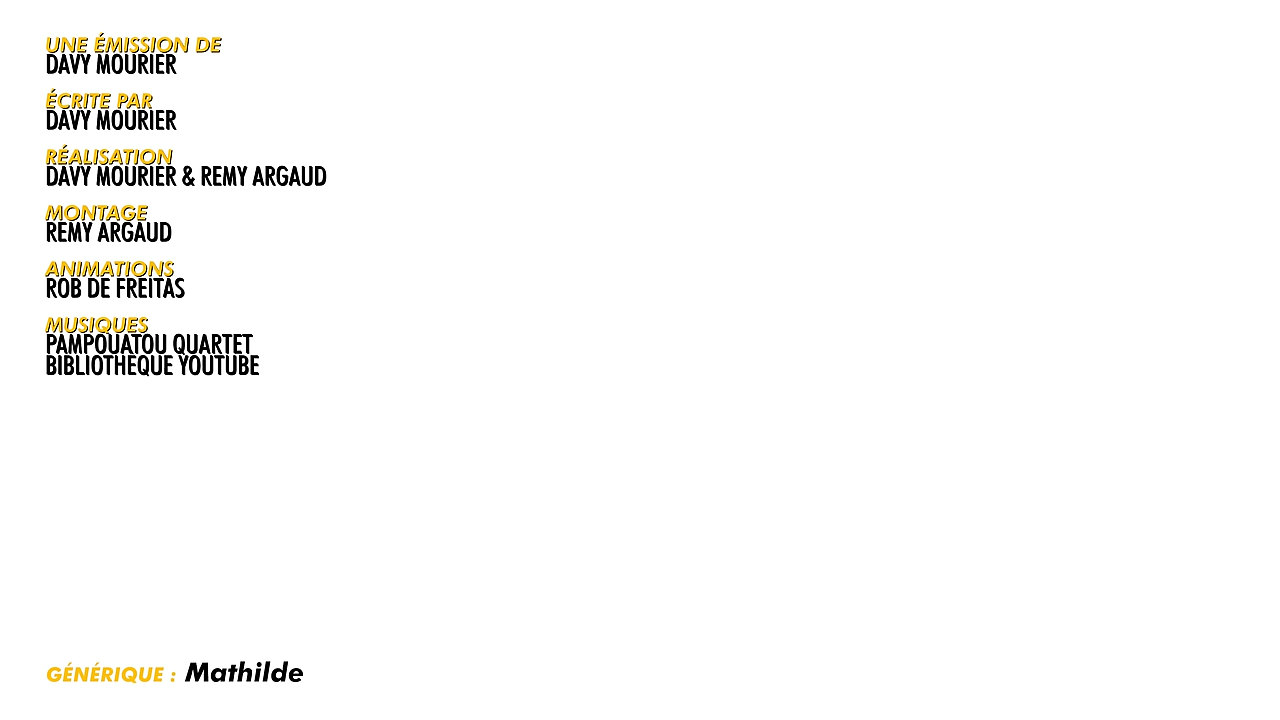 UNE ÉMISSION DE
DAVY MOURIER
ÉCRITE PAR
DAVY MOURIER
RÉALISATION
DAVY MOURIER & REMY ARGAUD
MONTAGE
REMY ARGAUD
ANIMATIONS
ROB DE FREITAS
MUSIQUES
PAMPOUATOU QUARTET
BIBLIOTHEQUE YOUTUBE
GÉNÉRIQUE : Mathilde